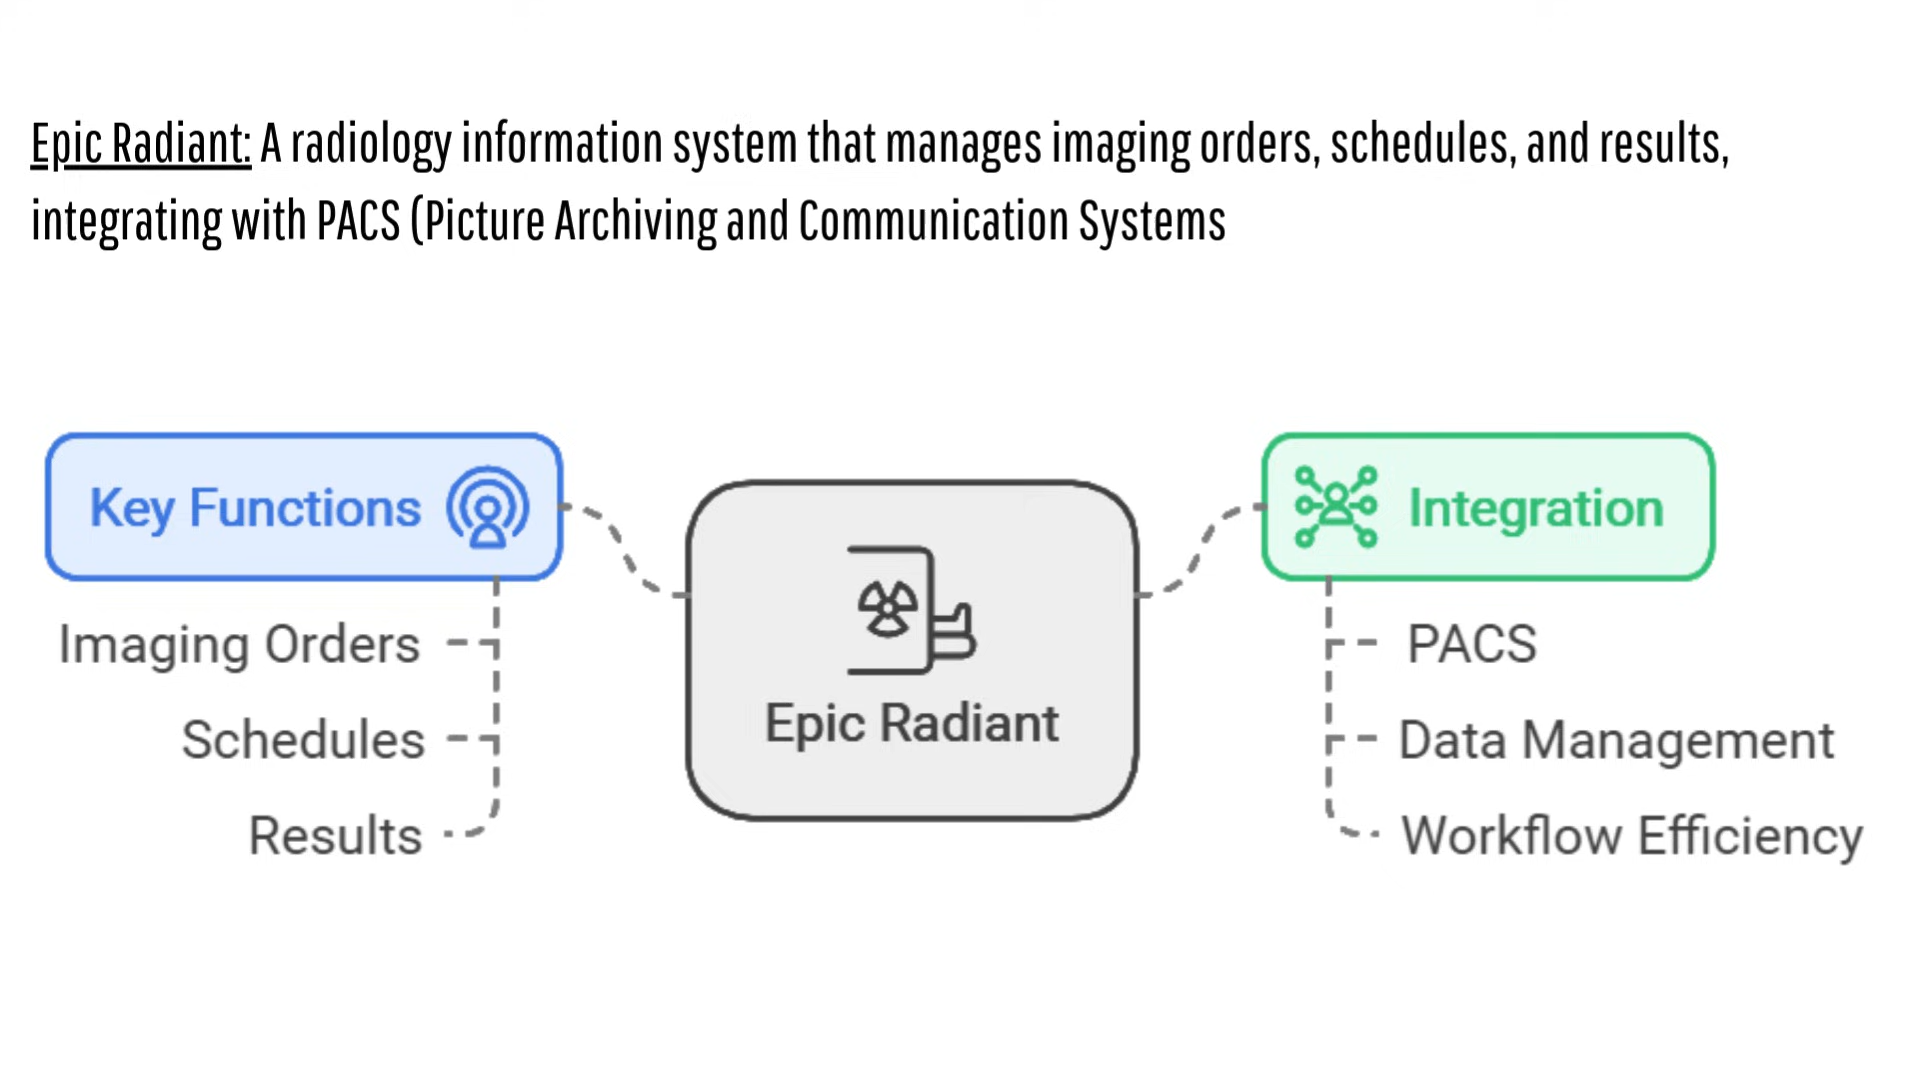 Epic Radiant: A radiology information system that manages imaging orders, schedules, and results,
integrating with PACS (Picture Archiving and Communication Systems
Key Functions
Imaging Orders
Schedules
Results
Epic Radiant
Integration
PACS
Data Management
Workflow Efficiency